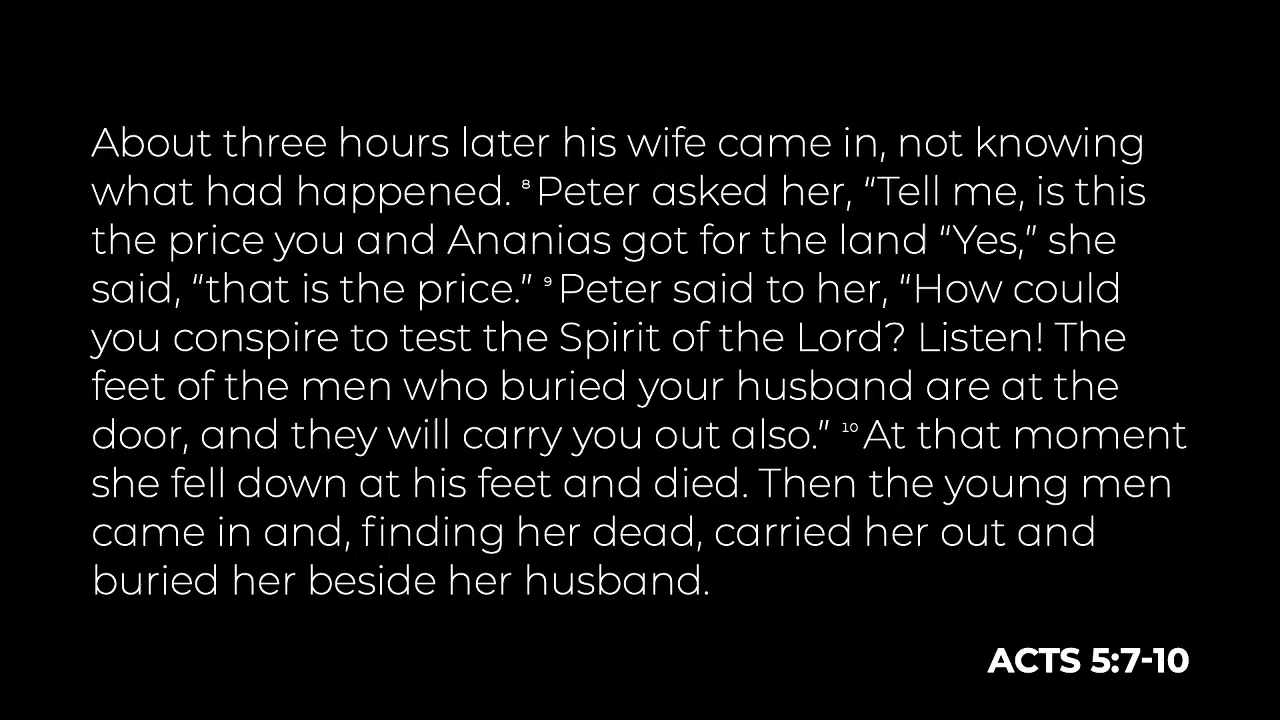 About three hours later his wife came in, not knowing
what had happened. ⁸ Peter asked her, “Tell me, is this
the price you and Ananias got for the land “Yes,” she
said, “that is the price.” ⁹ Peter said to her, “How could
you conspire to test the Spirit of the Lord? Listen! The
feet of the men who buried your husband are at the
door, and they will carry you out also.” ¹⁰ At that moment
she fell down at his feet and died. Then the young men
came in and, finding her dead, carried her out and
buried her beside her husband.
ACTS 5:7-10